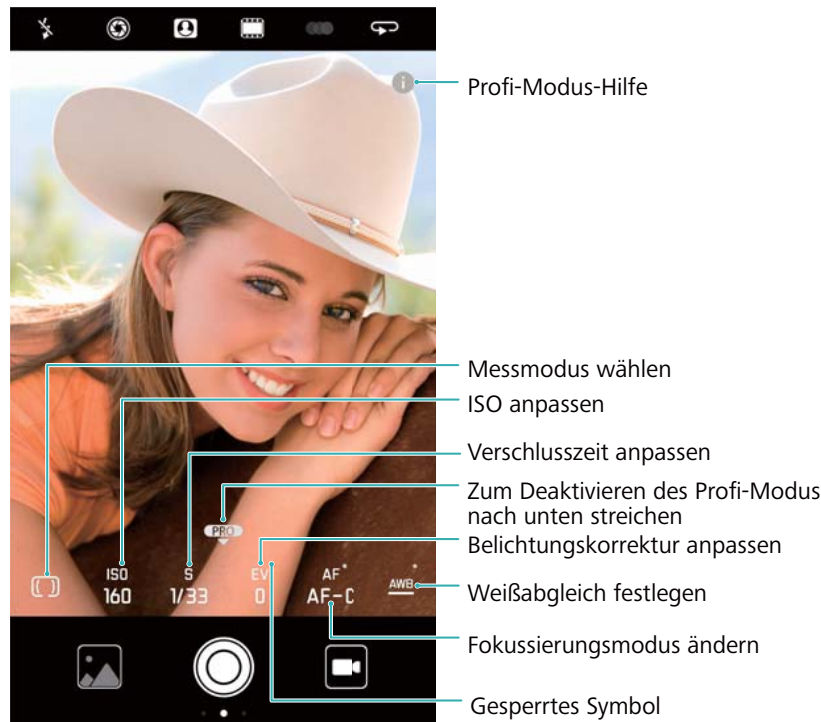 Profi-Modus-Hilfe
Messmodus wählen
ISO anpassen
Verschlusszeit anpassen
Zum Deaktivieren des Profi-Modus
nach unten streichen
Belichtungskorrektur anpassen
Weißabgleich festlegen
Fokussierungsmodus ändern
Gesperrtes Symbol
PRO
ISO
160
S
1/33
EV
0
AF
AF-C
AWB